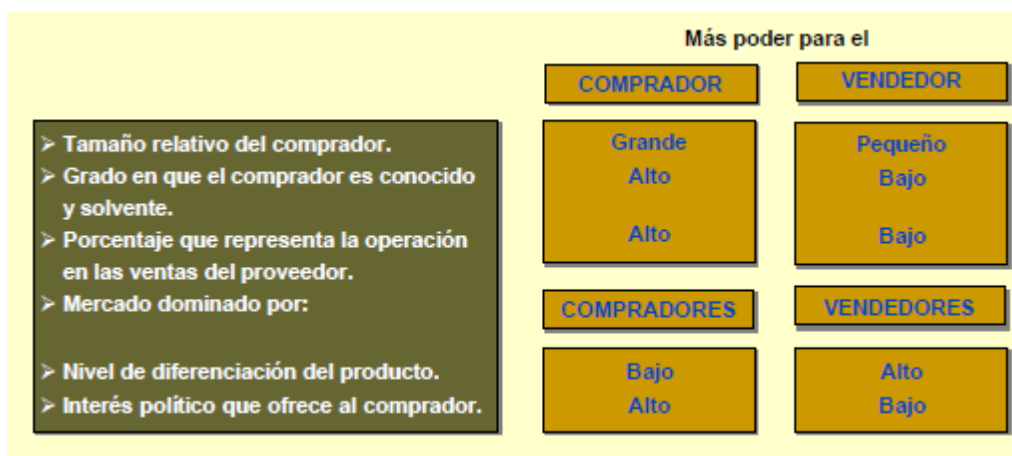 Más poder para el
COMPRADOR VENDEDOR
➢ Tamaño relativo del comprador. Grande Pequeño
➢ Grado en que el comprador es conocido Alto Bajo
y solvente.
➢ Porcentaje que representa la operación Alto Bajo
en las ventas del proveedor.
➢ Mercado dominado por: COMPRADORES VENDEDORES
➢ Nivel de diferenciación del producto. Bajo Alto
➢ Interés político que ofrece al comprador. Alto Bajo